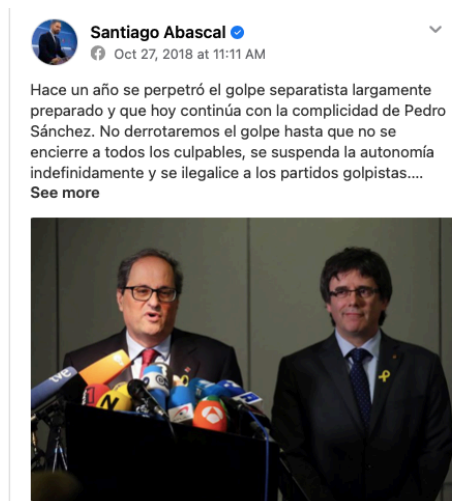 Santiago Abascal
Oct 27, 2018 at 11:11 AM
Hace un año se perpetró el golpe separatista largamente
preparado y que hoy continúa con la complicidad de Pedro
Sánchez. No derrotaremos el golpe hasta que no se
encierre a todos los culpables, se suspenda la autonomía
indefinidamente y se ilegalice a los partidos golpistas....
See more